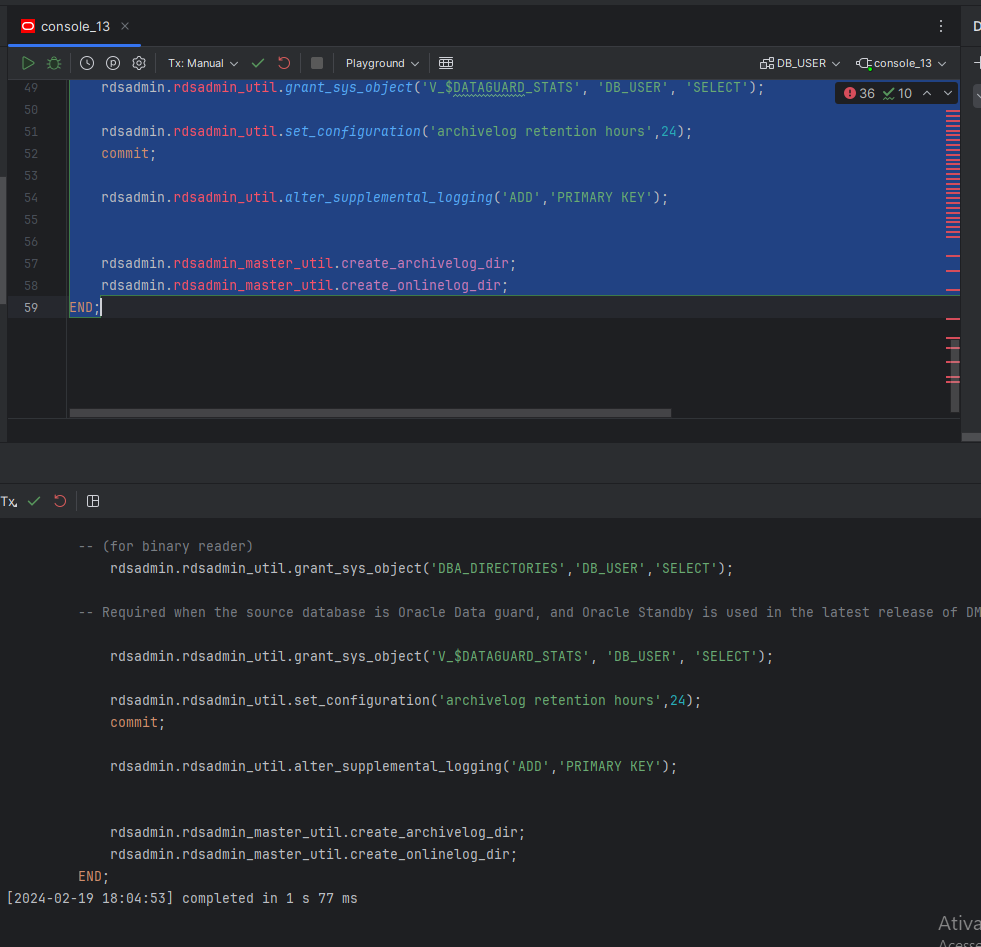 console_13
D
Tx: Manual
Playground
DB_USER
console_13
49 rdsadmin.rdsadmin_util.grant_sys_object('V_$DATAGUARD_STATS', 'DB_USER', 'SELECT');
36 10
50
51 rdsadmin.rdsadmin_util.set_configuration('archivelog retention hours',24);
52 commit;
53
54 rdsadmin.rdsadmin_util.alter_supplemental_logging('ADD','PRIMARY KEY');
55
56
57 rdsadmin.rdsadmin_master_util.create_archivelog_dir;
58 rdsadmin.rdsadmin_master_util.create_onlinelog_dir;
59 END;
Tx
-- (for binary reader)
rdsadmin.rdsadmin_util.grant_sys_object('DBA_DIRECTORIES','DB_USER','SELECT');
-- Required when the source database is Oracle Data guard, and Oracle Standby is used in the latest release of DM
rdsadmin.rdsadmin_util.grant_sys_object('V_$DATAGUARD_STATS', 'DB_USER', 'SELECT');
rdsadmin.rdsadmin_util.set_configuration('archivelog retention hours',24);
commit;
rdsadmin.rdsadmin_util.alter_supplemental_logging('ADD','PRIMARY KEY');
rdsadmin.rdsadmin_master_util.create_archivelog_dir;
rdsadmin.rdsadmin_master_util.create_onlinelog_dir;
END;
[2024-02-19 18:04:53] completed in 1 s 77 ms
Ativa
Acesse